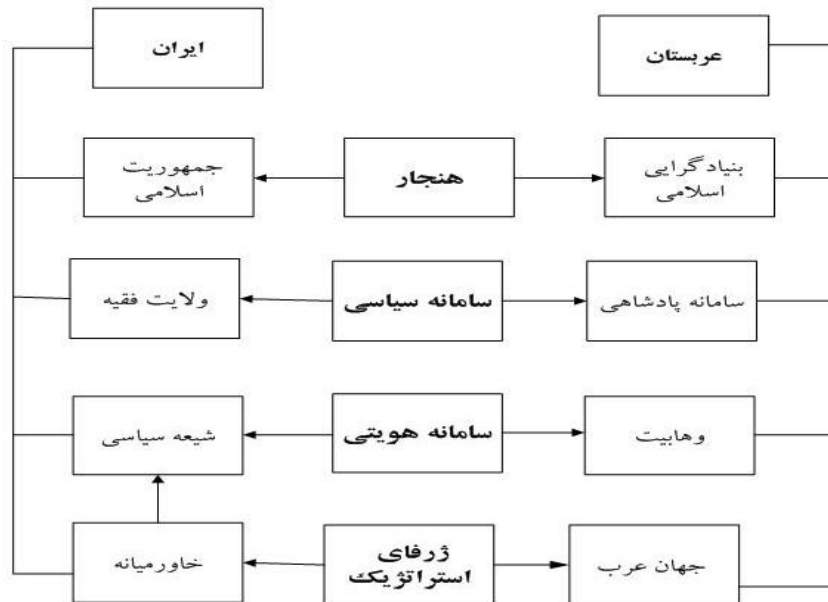 عربستان
ایران
بنیادگرایی
اسلامی
هنجار
جمهوریت
اسلامی
سامانه پادشاهی
سامانه سیاسی
ولایت فقیه
وهابیت
سامانه هویتی
شیعه سیاسی
جهان عرب
ژرفای
استراتژیک
خاورمیانه